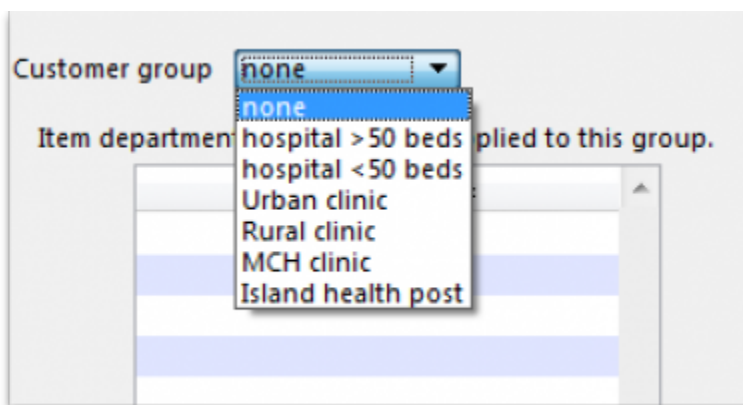 Customer group none
none
Item departmen plied to this group.
hospital >50 beds
hospital <50 beds
Urban clinic
Rural clinic
MCH clinic
Island health post